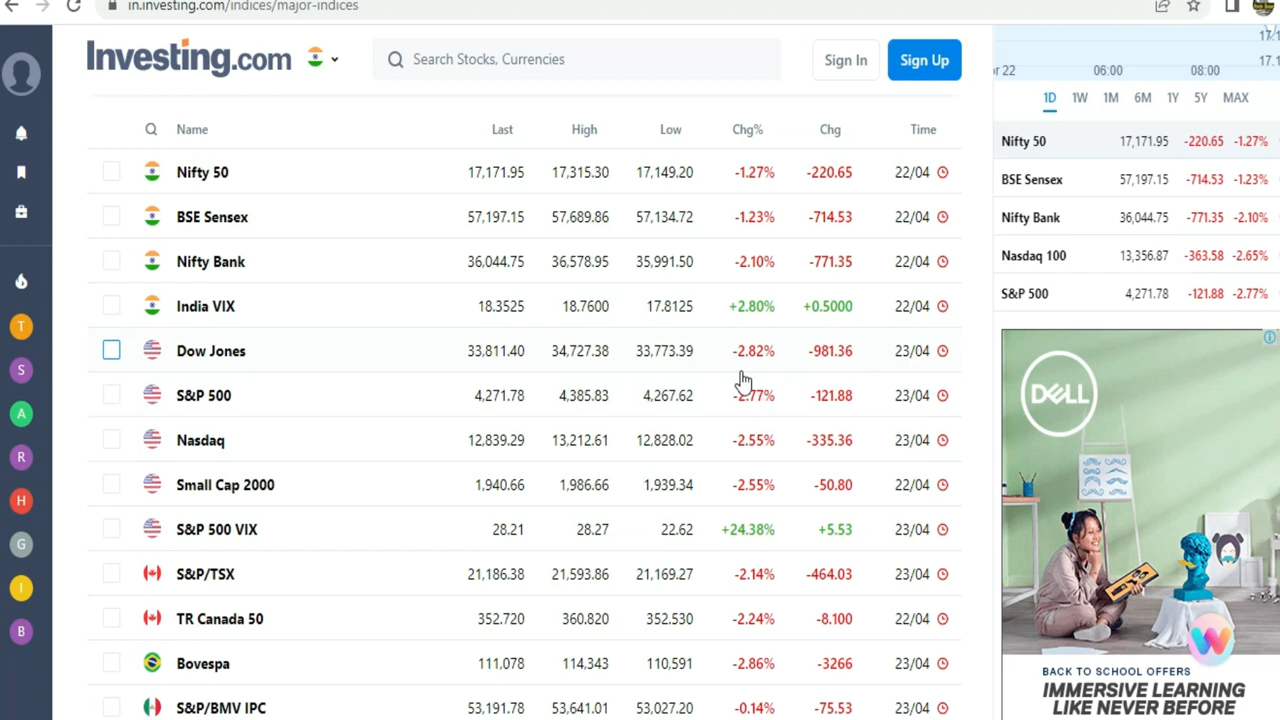 in.investing.com/indices/major-indices
Investing.com
Search Stocks, Currencies
Sign In
Sign Up
Name Last High Low Chg% Chg Time
Nifty 50 17,171.95 17,315.30 17,149.20 -1.27% -220.65 22/04
BSE Sensex 57,197.15 57,689.86 57,134.72 -1.23% -714.53 22/04
Nifty Bank 36,044.75 36,578.95 35,991.50 -2.10% -771.35 22/04
India VIX 18.3525 18.7600 17.8125 +2.80% +0.5000 22/04
Dow Jones 33,811.40 34,727.38 33,773.39 -2.82% -981.36 23/04
S&P 500 4,271.78 4,385.83 4,267.62 -2.77% -121.88 23/04
Nasdaq 12,839.29 13,212.61 12,828.02 -2.55% -335.36 23/04
Small Cap 2000 1,940.66 1,986.66 1,939.34 -2.55% -50.80 22/04
S&P 500 VIX 28.21 28.27 22.62 +24.38% +5.53 23/04
S&P/TSX 21,186.38 21,593.86 21,169.27 -2.14% -464.03 23/04
TR Canada 50 352.720 360.820 352.530 -2.24% -8.100 22/04
Bovespa 111,078 114,343 110,591 -2.86% -3266 23/04
S&P/BMV IPC 53,191.78 53,641.01 53,027.20 -0.14% -75.53 23/04
T
S
A
R
H
G
I
B
06:00 08:00
1D 1W 1M 6M 1Y 5Y MAX
Nifty 50 17,171.95 -220.65 -1.27%
BSE Sensex 57,197.15 -714.53 -1.23%
Nifty Bank 36,044.75 -771.35 -2.10%
Nasdaq 100 13,356.87 -363.58 -2.65%
S&P 500 4,271.78 -121.88 -2.77%
DELL
BACK TO SCHOOL OFFERS
IMMERSIVE LEARNING
LIKE NEVER BEFORE